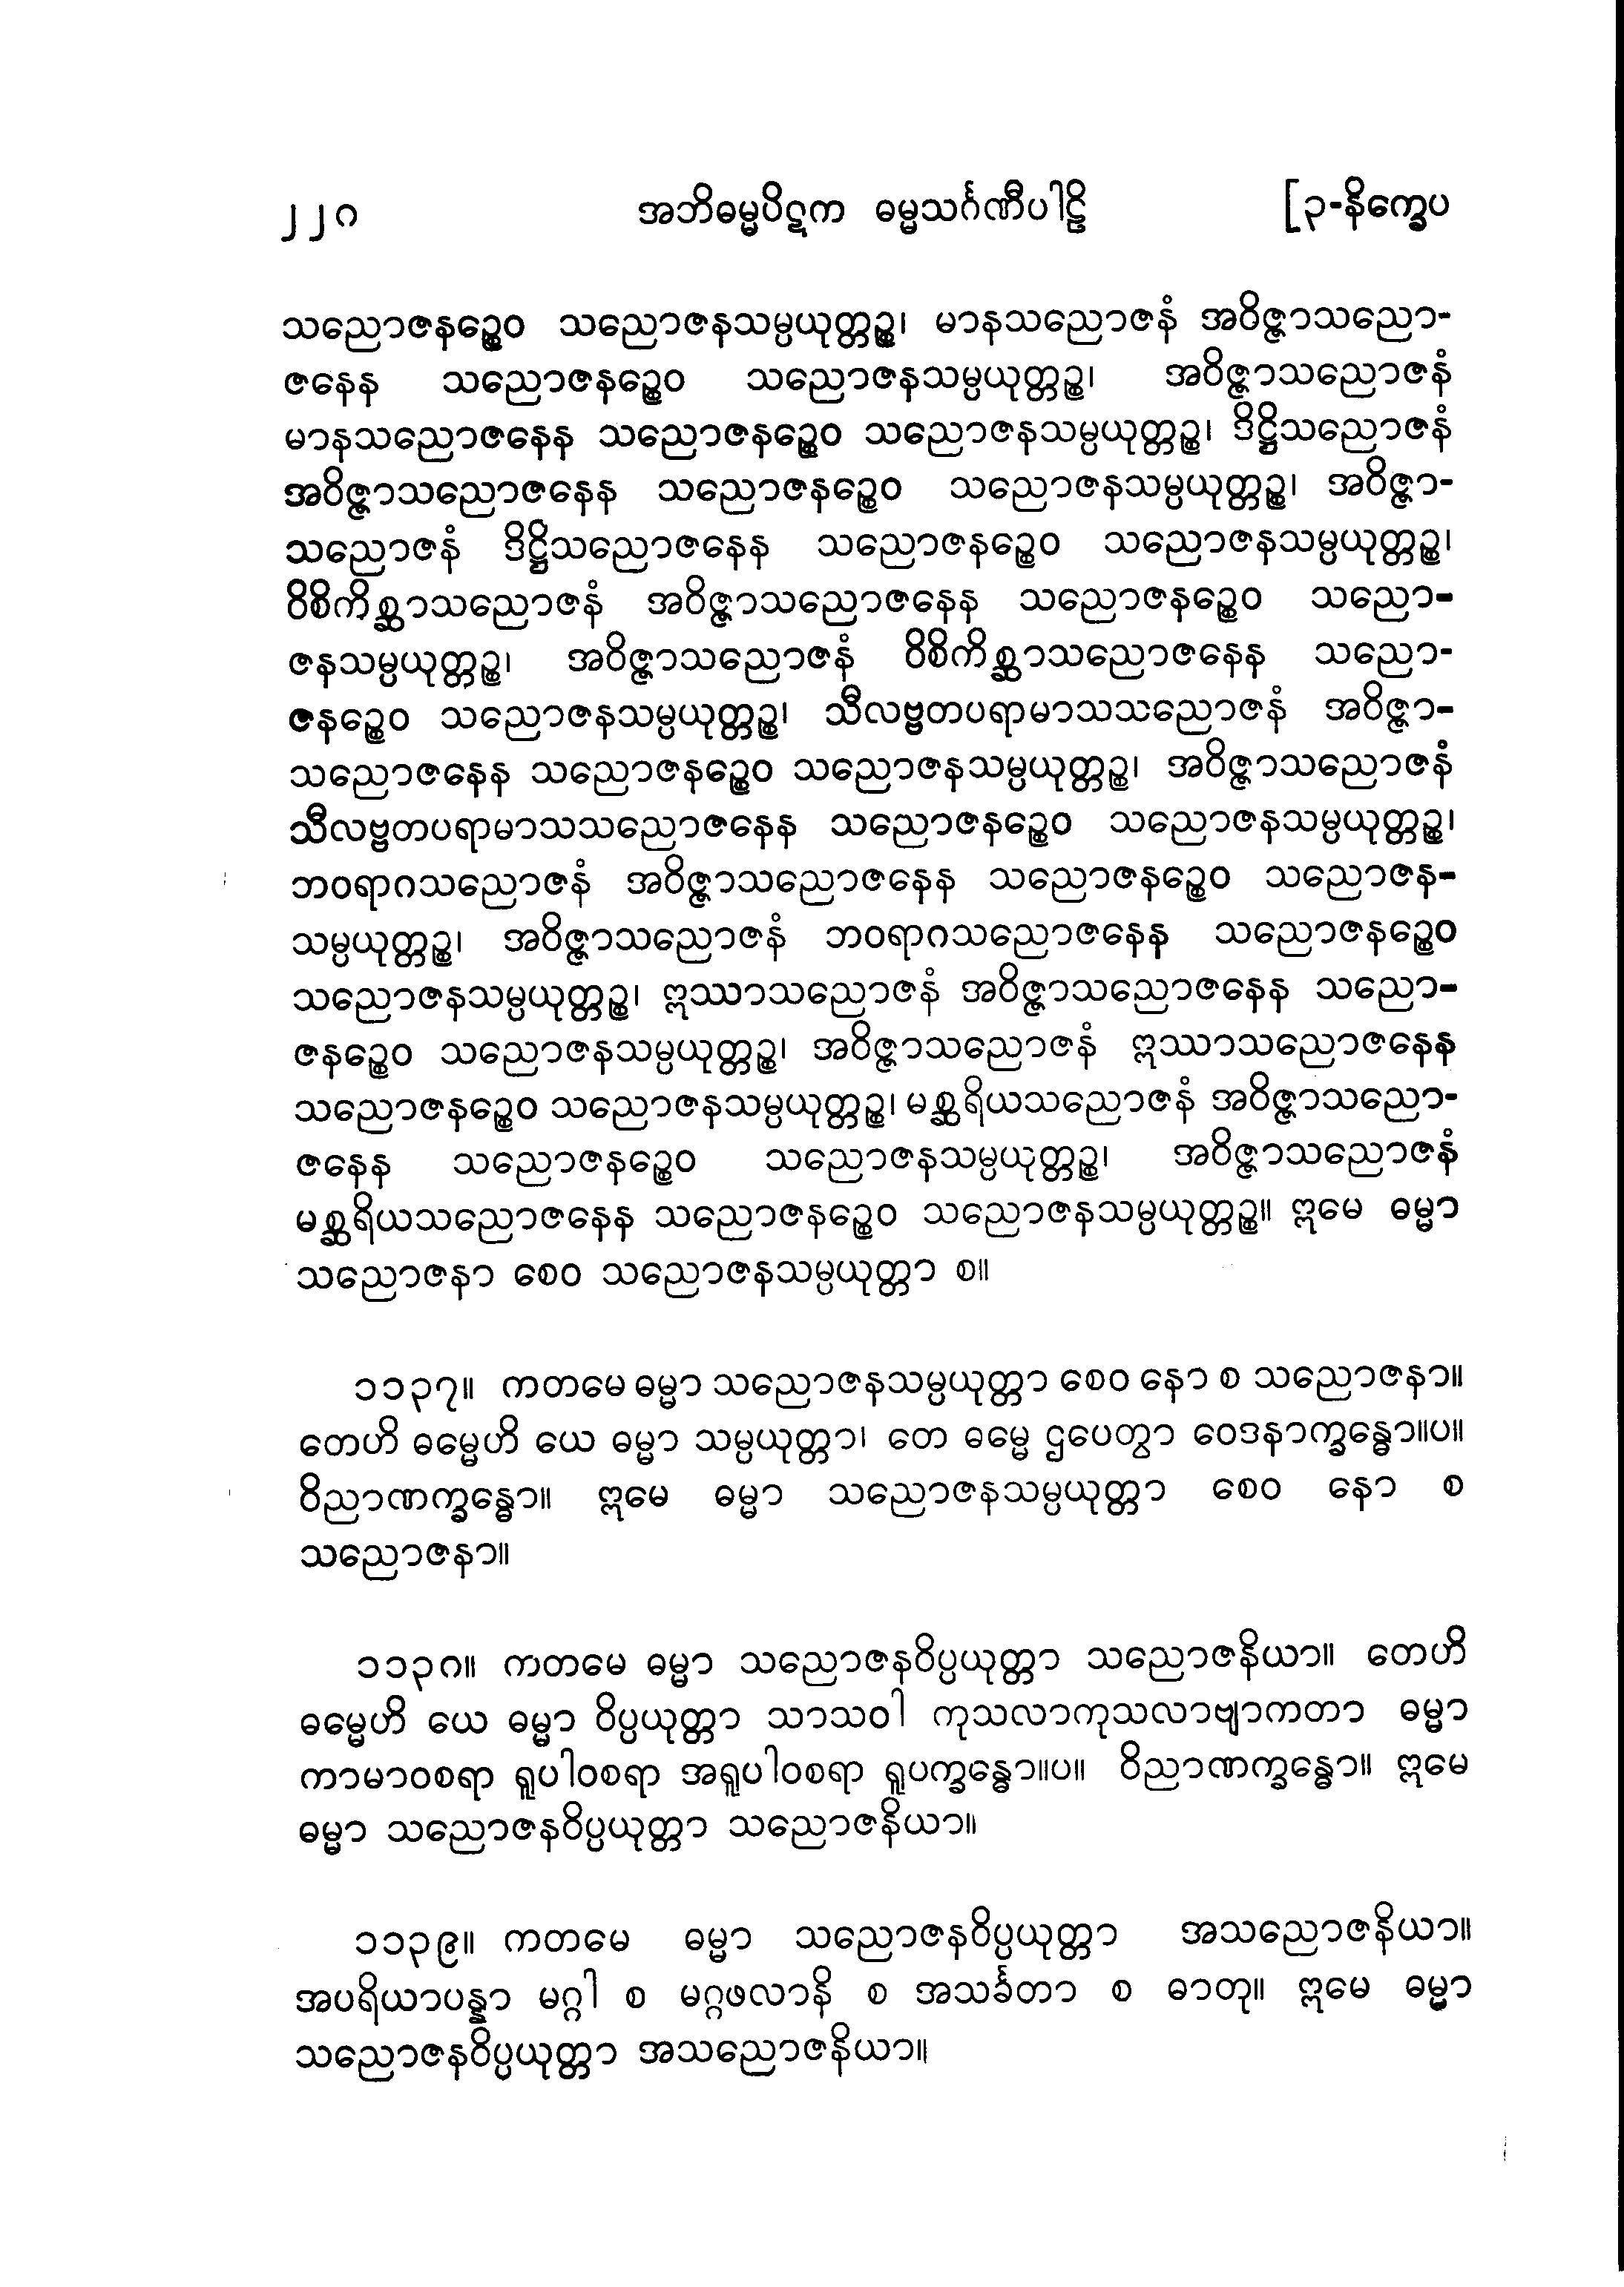 ၂၂၈ အဘိဓမ္မပိဋက ဓမ္မသင်္ဂဏီပါဠိ [၃-နိက္ခေပ
သညောဇနဉ္စေဝ သညောဇနသမ္ပယုတ္တဉ္စ၊ မာနသညောဇနံ အဝိဇ္ဇာသညော-
ဇနေန သညောဇနဉ္စေဝ သညောဇနသမ္ပယုတ္တဉ္စ၊ အဝိဇ္ဇာသညောဇနံ
မာနသညောဇနေန သညောဇနဉ္စေဝ သညောဇနသမ္ပယုတ္တဉ္စ၊ ဒိဋ္ဌိသညောဇနံ
အဝိဇ္ဇာသညောဇနေန သညောဇနဉ္စေဝ သညောဇနသမ္ပယုတ္တဉ္စ၊ အဝိဇ္ဇာ-
သညောဇနံ ဒိဋ္ဌိသညောဇနေန သညောဇနဉ္စေဝ သညောဇနသမ္ပယုတ္တဉ္စ၊
ဝိစိကိစ္ဆာသညောဇနံ အဝိဇ္ဇာသညောဇနေန သညောဇနဉ္စေဝ သညော-
ဇနသမ္ပယုတ္တဉ္စ၊ အဝိဇ္ဇာသညောဇနံ ဝိစိကိစ္ဆာသညောဇနေန သညော-
ဇနဉ္စေဝ သညောဇနသမ္ပယုတ္တဉ္စ၊ သီလဗ္ဗတပရာမာသသညောဇနံ အဝိဇ္ဇာ-
သညောဇနေန သညောဇနဉ္စေဝ သညောဇနသမ္ပယုတ္တဉ္စ၊ အဝိဇ္ဇာသညောဇနံ
သီလဗ္ဗတပရာမာသသညောဇနေန သညောဇနဉ္စေဝ သညောဇနသမ္ပယုတ္တဉ္စ၊
ဘဝရာဂသညောဇနံ အဝိဇ္ဇာသညောဇနေန သညောဇနဉ္စေဝ သညောဇန-
သမ္ပယုတ္တဉ္စ၊ အဝိဇ္ဇာသညောဇနံ ဘဝရာဂသညောဇနေန သညောဇနဉ္စေဝ
သညောဇနသမ္ပယုတ္တဉ္စ၊ ဣဿာသညောဇနံ အဝိဇ္ဇာသညောဇနေန သညော-
ဇနဉ္စေဝ သညောဇနသမ္ပယုတ္တဉ္စ၊ အဝိဇ္ဇာသညောဇနံ ဣဿာသညောဇနေန
သညောဇနဉ္စေဝ သညောဇနသမ္ပယုတ္တဉ္စ၊ မစ္ဆရိယသညောဇနံ အဝိဇ္ဇာသညော-
ဇနေန သညောဇနဉ္စေဝ သညောဇနသမ္ပယုတ္တဉ္စ၊ အဝိဇ္ဇာသညောဇနံ
မစ္ဆရိယသညောဇနေန သညောဇနဉ္စေဝ သညောဇနသမ္ပယုတ္တဉ္စ။ ဣမေ ဓမ္မာ
သညောဇနာ စေဝ သညောဇနသမ္ပယုတ္တာ စ။
၁၁၃၇။ ကတမေ ဓမ္မာ သညောဇနသမ္ပယုတ္တာ စေဝ နော စ သညောဇနာ။
တေဟိ ဓမ္မေဟိ ယေ ဓမ္မာ သမ္ပယုတ္တာ၊ တေ ဓမ္မေ ဌပေတွာ ဝေဒနာက္ခန္ဓော။ပ။
ဝိညာဏက္ခန္ဓော။ ဣမေ ဓမ္မာ သညောဇနသမ္ပယုတ္တာ စေဝ နော စ
သညောဇနာ။
၁၁၃၈။ ကတမေ ဓမ္မာ သညောဇနဝိပ္ပယုတ္တာ သညောဇနိယာ။ တေဟိ
ဓမ္မေဟိ ယေ ဓမ္မာ ဝိပ္ပယုတ္တာ သာသဝါ ကုသလာကုသလာဗျာကတာ ဓမ္မာ
ကာမာဝစရာ ရူပါဝစရာ အရူပါဝစရာ ရူပက္ခန္ဓော။ပ။ ဝိညာဏက္ခန္ဓော။ ဣမေ
ဓမ္မာ သညောဇနဝိပ္ပယုတ္တာ သညောဇနိယာ။
၁၁၃၉။ ကတမေ ဓမ္မာ သညောဇနဝိပ္ပယုတ္တာ အသညောဇနိယာ။
အပရိယာပန္နာ မဂ္ဂါ စ မဂ္ဂဖလာနိ စ အသင်္ခတာ စ ဓာတု။ ဣမေ ဓမ္မာ
သညောဇနဝိပ္ပယုတ္တာ အသညောဇနိယာ။